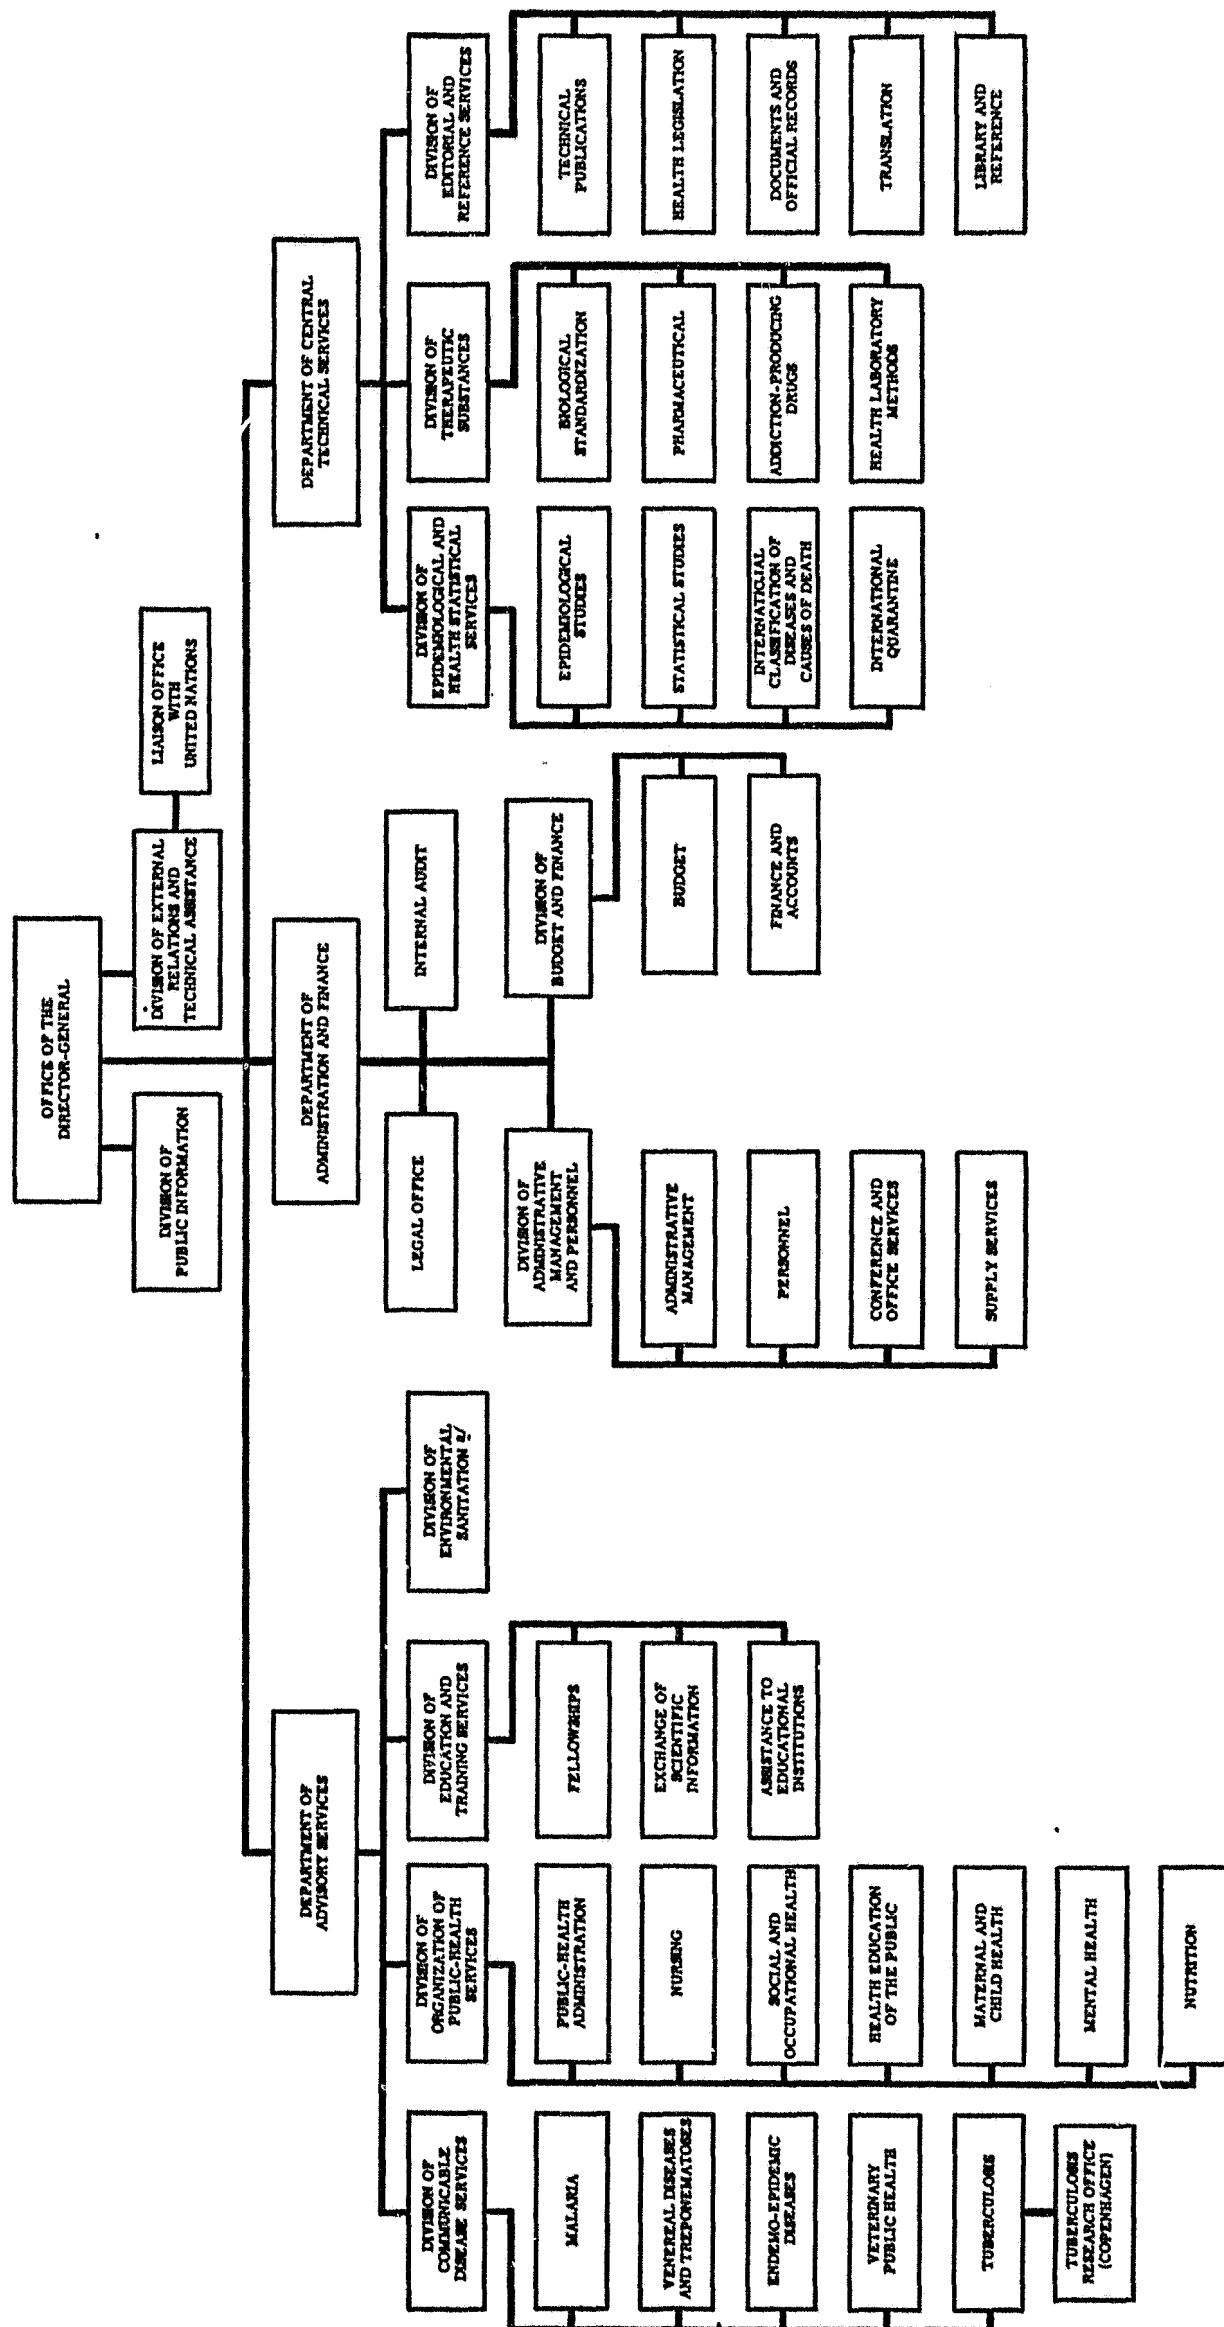 OFFICE OF THE
DIRECTOR-GENERAL
DIVISION OF
PUBLIC INFORMATION
DIVISION OF EXTERNAL
RELATIONS AND
TECHNICAL ASSISTANCE
LIAISON OFFICE
WITH
UNITED NATIONS
DEPARTMENT OF
ADVISORY SERVICES
DEPARTMENT OF
ADMINISTRATION AND FINANCE
DEPARTMENT OF CENTRAL
TECHNICAL SERVICES
DIVISION OF
COMMUNICABLE
DISEASE SERVICES
MALARIA
VENEREAL DISEASES
AND TREPONEMATOSES
ENDEMO-EPIDEMIC
DISEASES
VETERINARY
PUBLIC HEALTH
TUBERCULOSIS
TUBERCULOSIS
RESEARCH OFFICE
(COPENHAGEN)
DIVISION OF
ORGANIZATION OF
PUBLIC-HEALTH
SERVICES
PUBLIC-HEALTH
ADMINISTRATION
NURSING
SOCIAL AND
OCCUPATIONAL HEALTH
HEALTH EDUCATION
OF THE PUBLIC
MATERNAL AND
CHILD HEALTH
MENTAL HEALTH
NUTRITION
DIVISION OF
EDUCATION AND
TRAINING SERVICES
FELLOWSHIPS
EXCHANGE OF
SCIENTIFIC
INFORMATION
ASSISTANCE TO
EDUCATIONAL
INSTITUTIONS
DIVISION OF
ENVIRONMENTAL
SANITATION a/
LEGAL OFFICE
INTERNAL AUDIT
DIVISION OF
ADMINISTRATIVE
MANAGEMENT
AND PERSONNEL
ADMINISTRATIVE
MANAGEMENT
PERSONNEL
CONFERENCE AND
OFFICE SERVICES
SUPPLY SERVICES
DIVISION OF
BUDGET AND FINANCE
BUDGET
FINANCE AND
ACCOUNTS
DIVISION OF
EPIDEMIOLOGICAL AND
HEALTH STATISTICAL
SERVICES
EPIDEMIOLOGICAL
STUDIES
STATISTICAL STUDIES
INTERNATICIAL
CLASSIFICATION OF
DISEASES AND
CAUSES OF DEATH
INTERNATIONAL
QUARANTINE
DIVISION OF
THERAPEUTIC
SUBSTANCES
BIOLOGICAL
STANDARDIZATION
PHARMACEUTICAL
ADDICTION-PRODUCING
DRUGS
HEALTH LABORATORY
METHODS
DIVISION OF
EDITORIAL AND
REFERENCE SERVICES
TECHNICAL
PUBLICATIONS
HEALTH LEGISLATION
DOCUMENTS AND
OFFICIAL RECORDS
TRANSLATION
LIBRARY AND
REFERENCE